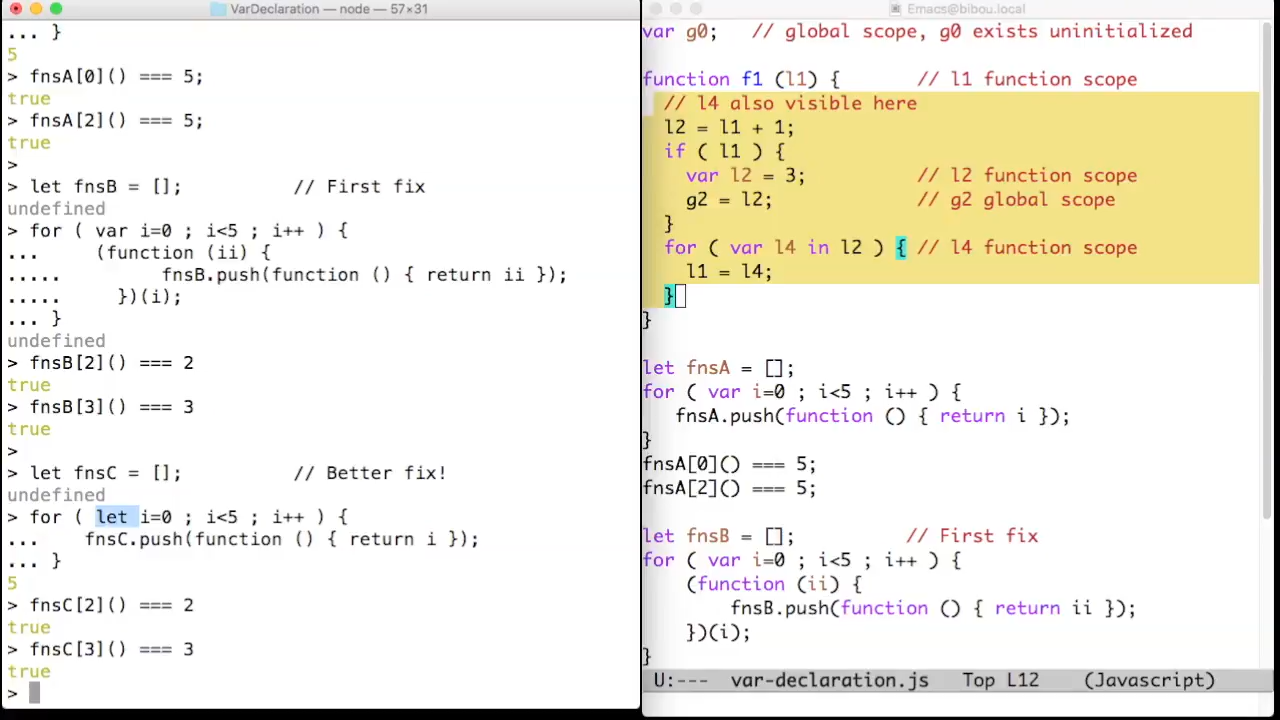 VarDeclaration — node — 57×31
... }
5
> fnsA[0]() === 5;
true
> fnsA[2]() === 5;
true
>
> let fnsB = [];          // First fix
undefined
> for ( var i=0 ; i<5 ; i++ ) {
...     (function (ii) {
.....         fnsB.push(function () { return ii });
.....     })(i);
... }
undefined
> fnsB[2]() === 2
true
> fnsB[3]() === 3
true
>
> let fnsC = [];          // Better fix!
undefined
> for ( let i=0 ; i<5 ; i++ ) {
...    fnsC.push(function () { return i });
... }
5
> fnsC[2]() === 2
true
> fnsC[3]() === 3
true
>
Emacs@bibou.local
var g0;   // global scope, g0 exists uninitialized
function f1 (l1) {       // l1 function scope
  // l4 also visible here
  l2 = l1 + 1;
  if ( l1 ) {
    var l2 = 3;          // l2 function scope
    g2 = l2;             // g2 global scope
  }
  for ( var l4 in l2 ) { // l4 function scope
    l1 = l4;
  }
}
let fnsA = [];
for ( var i=0 ; i<5 ; i++ ) {
   fnsA.push(function () { return i });
}
fnsA[0]() === 5;
fnsA[2]() === 5;
let fnsB = [];          // First fix
for ( var i=0 ; i<5 ; i++ ) {
    (function (ii) {
        fnsB.push(function () { return ii });
    })(i);
}
U:---  var-declaration.js   Top L12    (Javascript)